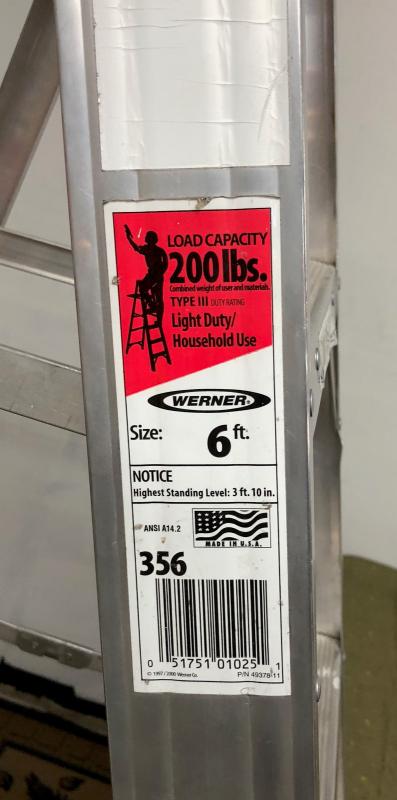 LOAD CAPACITY
200 lbs.
Combined weight of user and materials.
TYPE III DUTY RATING
Light Duty/
Household Use
WERNER®
Size: 6 ft.
NOTICE
Highest Standing Level: 3 ft. 10 in.
ANSI A14.2
MADE IN U.S.A.
356
0 51751 01025 1
© 1997/2000 Werner Co. P/N 49378-11